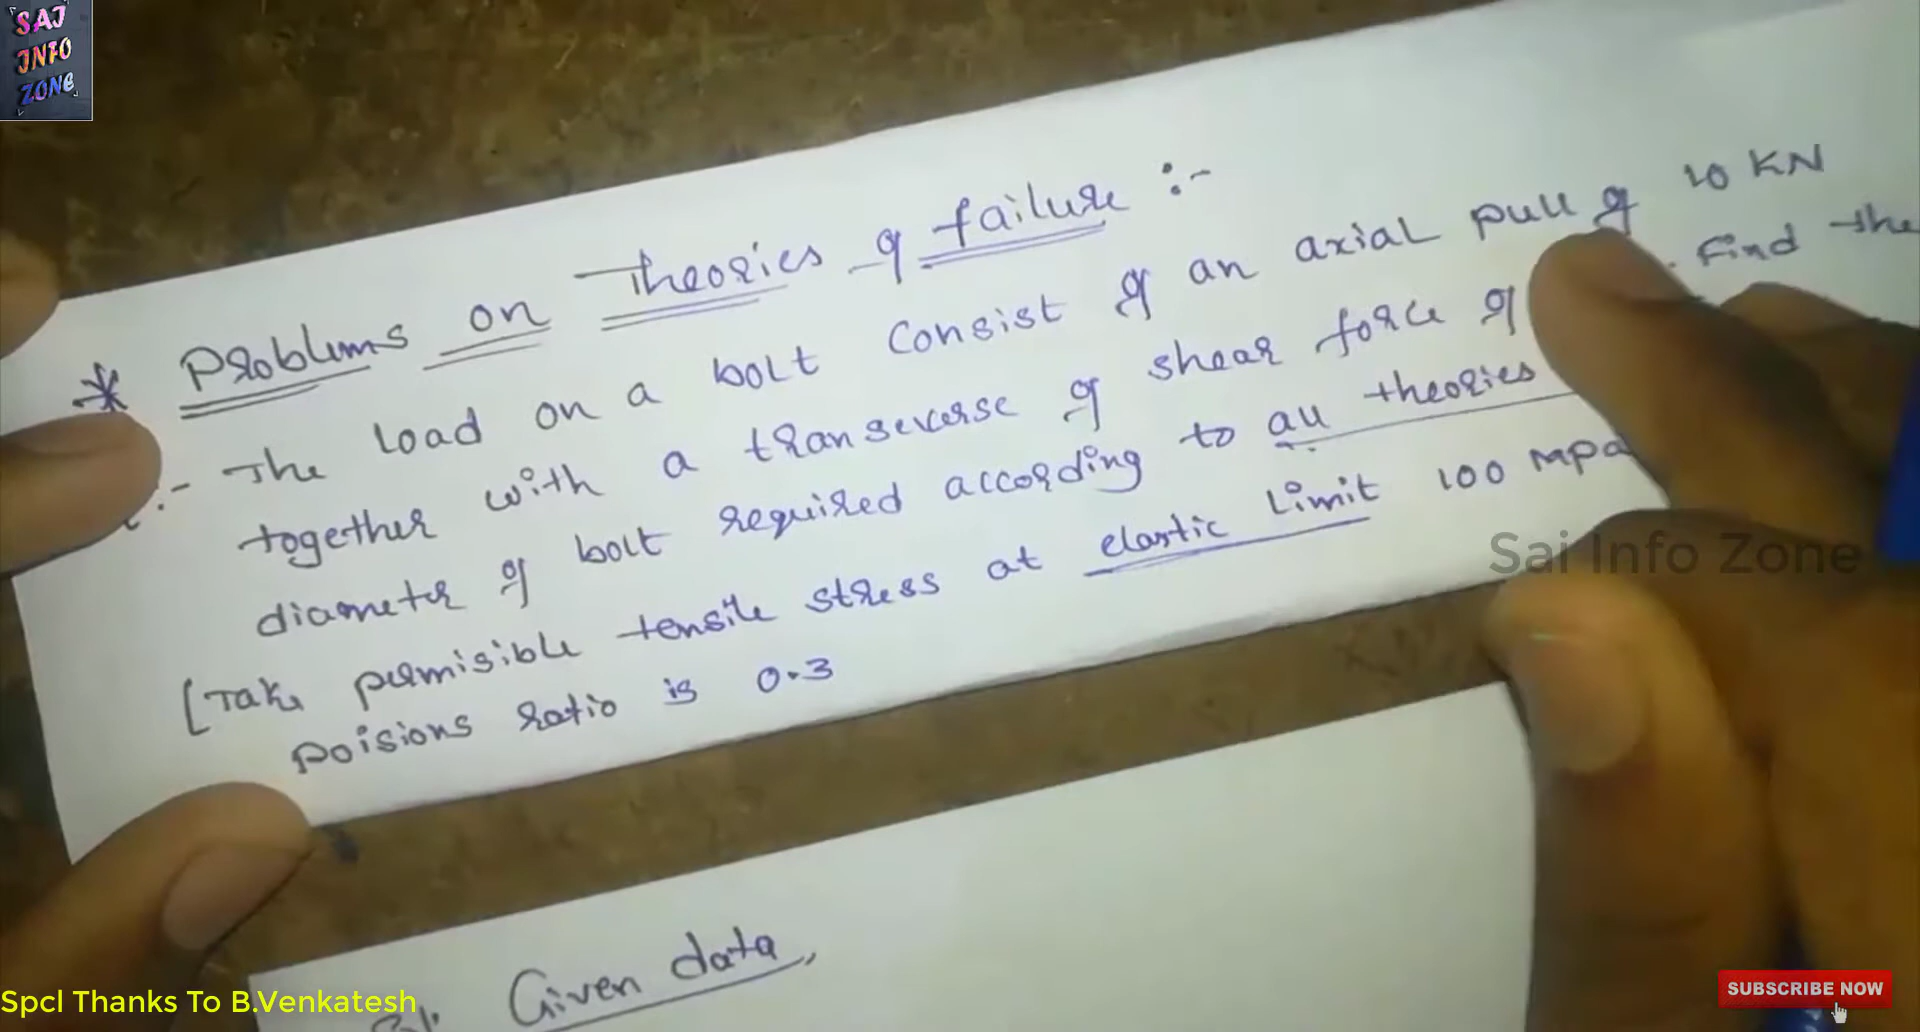 SAI
INFO
ZONE
* Problems on Theories of failure :-
:- The load on a bolt consist of an axial pull of 10 KN
together with a transeverse of shear force of . Find the
diameter of bolt required according to all theories
[Take permisible tensile stress at elastic limit 100 mpa
poisions ratio is 0.3
Sai Info Zone
Given data,
Spcl Thanks To B.Venkatesh
SUBSCRIBE NOW